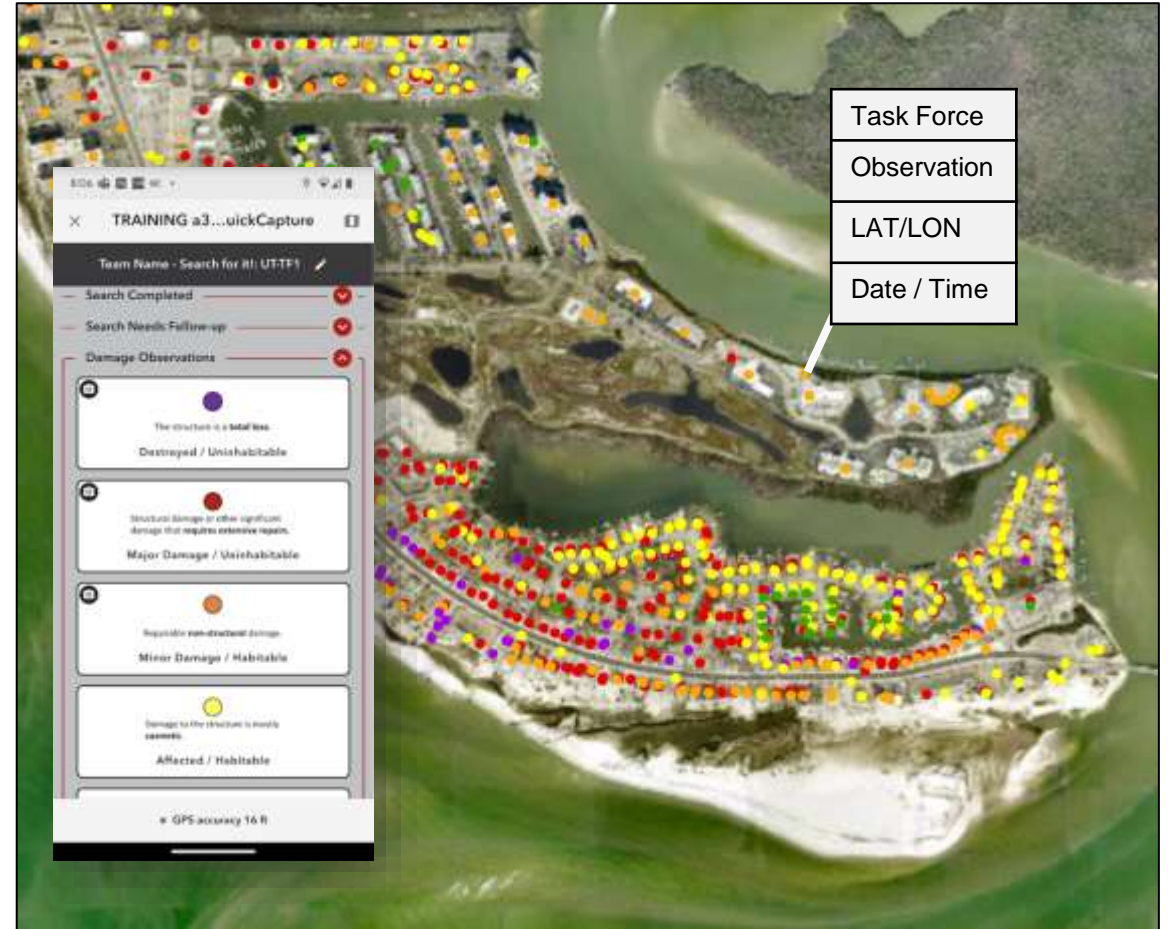 TRAINING a3...uickCapture
Team Name - Search for it!: UT-TF1
Search Completed
Search Needs Follow-up
Damage Observations
The structure is a total loss.
Destroyed / Uninhabitable
Structural damage or other significant
damage that requires extensive repairs.
Major Damage / Uninhabitable
non-structural damage.
Minor Damage / Habitable
Damage to the structure is mostly
cosmetic.
Affected / Habitable
GPS accuracy 16 ft
Task Force
Observation
LAT/LON
Date / Time